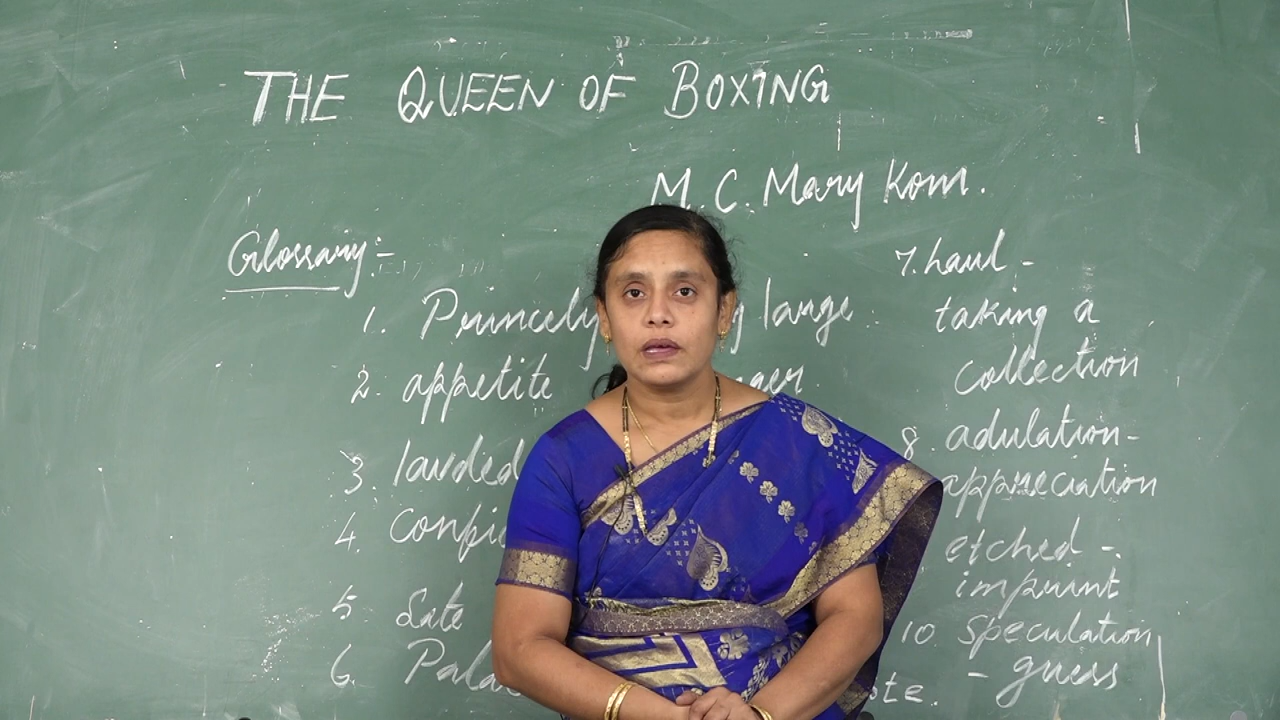 THE QUEEN OF BOXING
M. C. Mary Kom.
Glossary:-
1. Princely large
2. appetite
3. lauded
4.
5.
6.
7. haul -
taking a
collection
8. adulation-
appreciation
etched -
imprint
10. Speculation
- guess